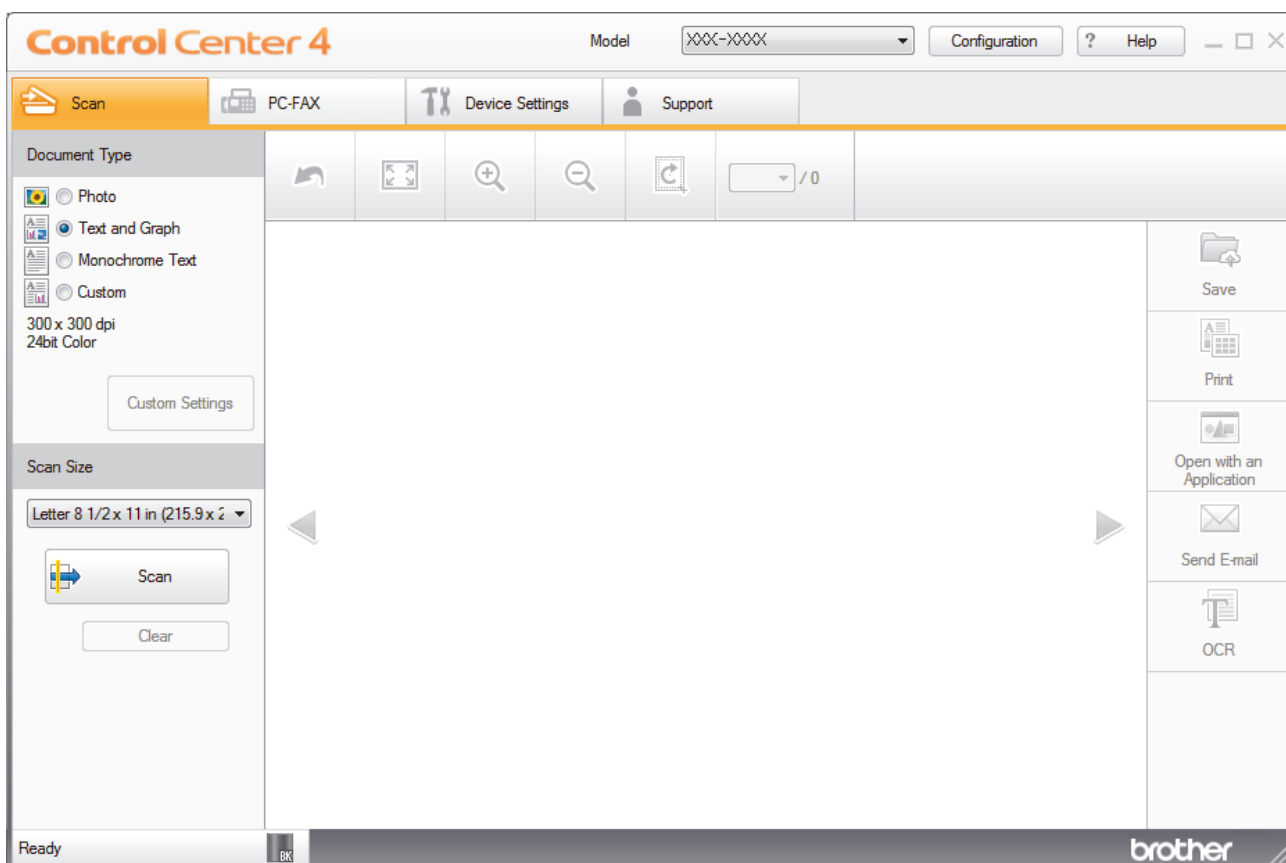 Control Center 4
Model
XXX-XXXX
Configuration
? Help
Scan
PC-FAX
Device Settings
Support
Document Type
Photo
Text and Graph
Monochrome Text
Custom
300 x 300 dpi
24bit Color
Custom Settings
Scan Size
Letter 8 1/2 x 11 in (215.9 x 2
Scan
Clear
/ 0
Save
Print
Open with an
Application
Send E-mail
OCR
Ready
BK
brother